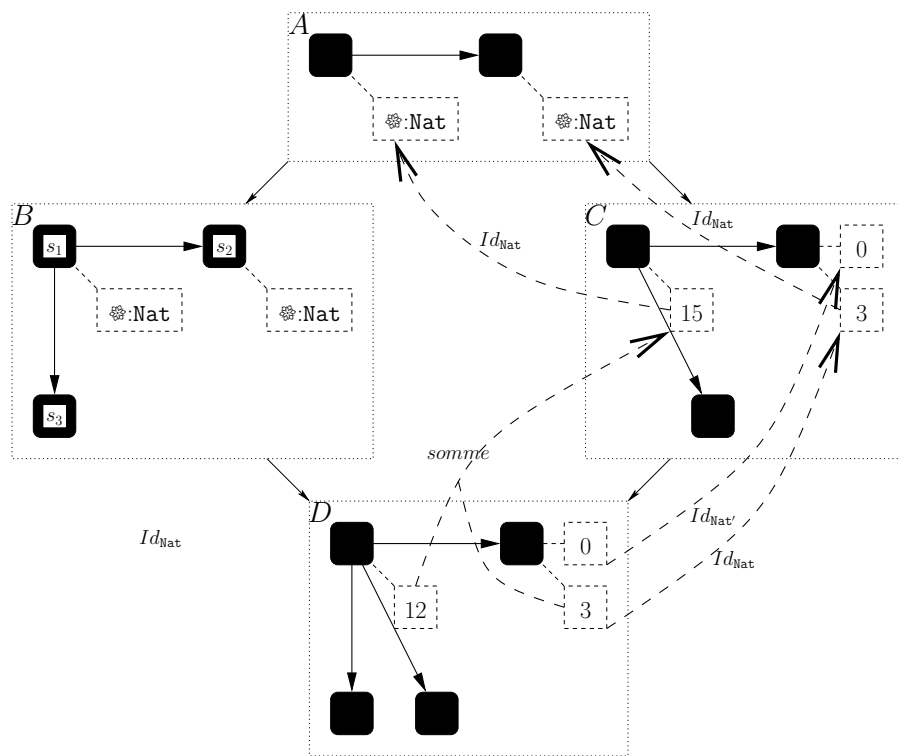 A
❁:Nat
❁:Nat
B
s₁
s₂
❁:Nat
❁:Nat
s₃
Id_Nat
C
Id_Nat
0
15
3
somme
Id_Nat
D
0
12
3
Id_Nat′
Id_Nat